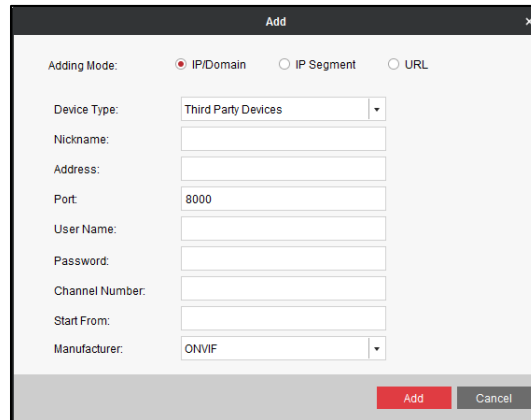 Add ×
Adding Mode: IP/Domain IP Segment URL
Device Type: Third Party Devices
Nickname:
Address:
Port: 8000
User Name:
Password:
Channel Number:
Start From:
Manufacturer: ONVIF
Add Cancel